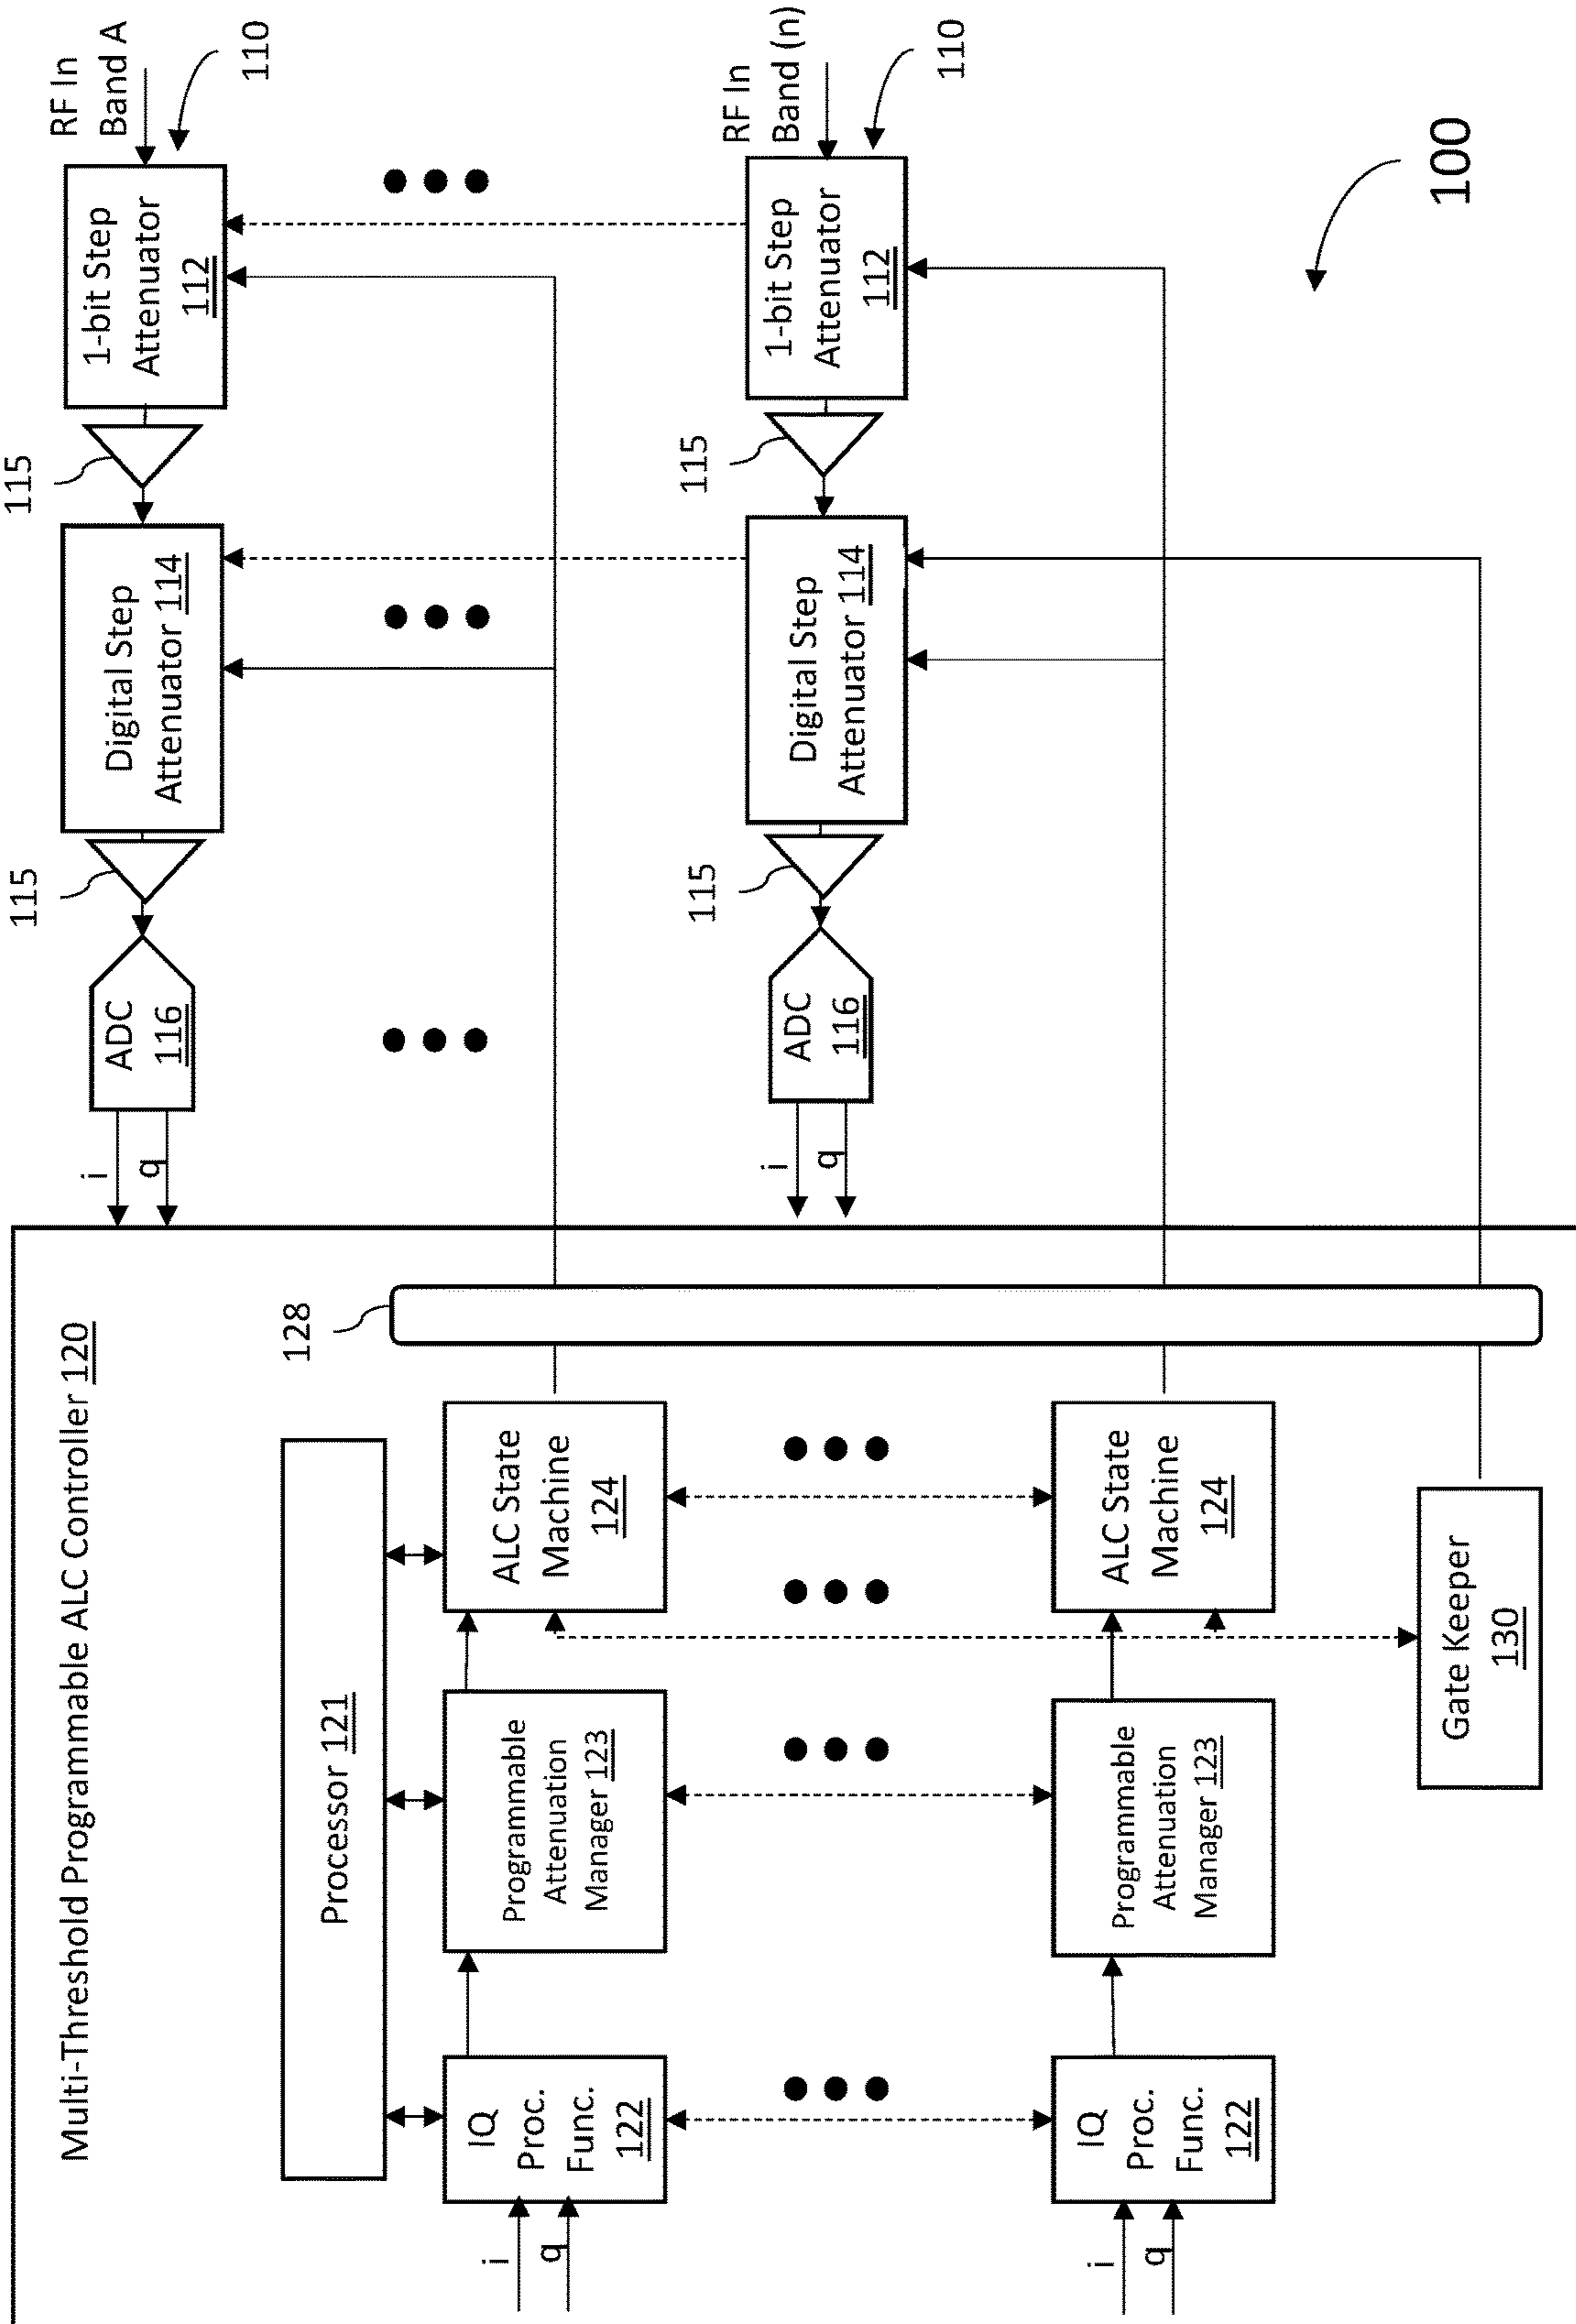 Multi-Threshold Programmable ALC Controller 120
Processor 121
128
i
q
IQ
Proc.
Func.
122
Programmable
Attenuation
Manager 123
ALC State
Machine
124
i
q
IQ
Proc.
Func.
122
Programmable
Attenuation
Manager 123
ALC State
Machine
124
Gate Keeper
130
i
q
ADC
116
115
Digital Step
Attenuator 114
115
1-bit Step
Attenuator
112
RF In
Band A
110
i
q
ADC
116
115
Digital Step
Attenuator 114
115
1-bit Step
Attenuator
112
RF In
Band (n)
110
100